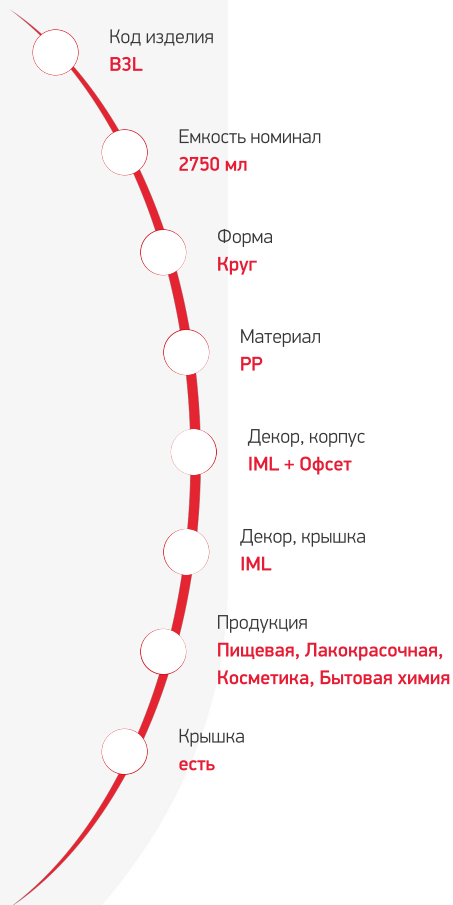 Код изделия
B3L
Емкость номинал
2750 мл
Форма
Круг
Материал
PP
Декор, корпус
IML + Офсет
Декор, крышка
IML
Продукция
Пищевая, Лакокрасочная,
Косметика, Бытовая химия
Крышка
есть